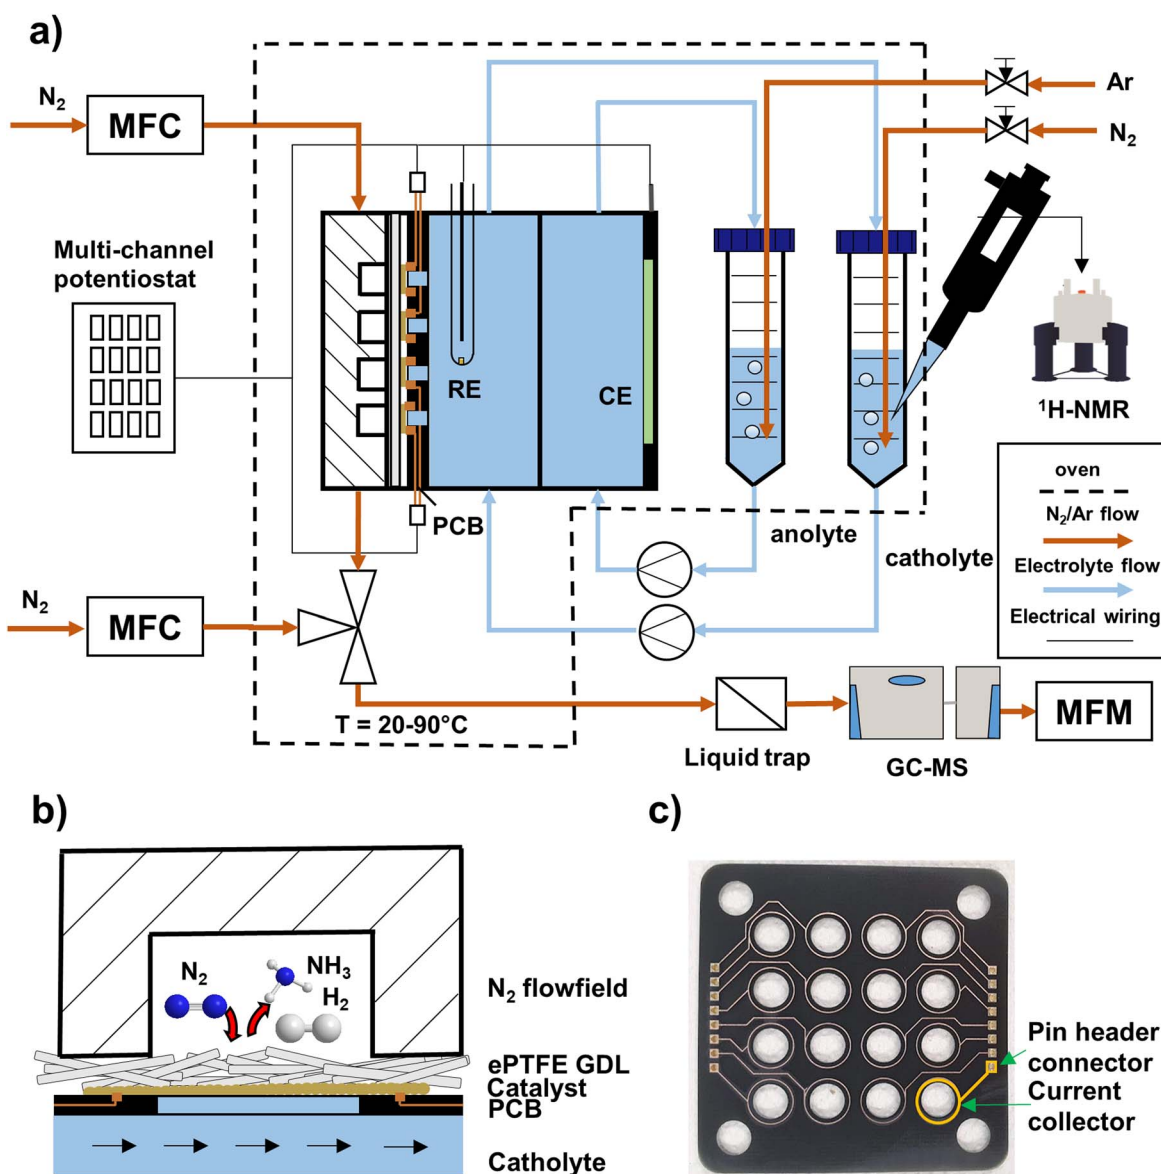 a)
N₂
MFC
Ar
N₂
Multi-channel
potentiostat
RE
CE
¹H-NMR
PCB
anolyte
catholyte
oven
N₂/Ar flow
Electrolyte flow
Electrical wiring
N₂
MFC
T = 20-90°C
Liquid trap
GC-MS
MFM
b)
N₂
NH₃
H₂
N₂ flowfield
ePTFE GDL
Catalyst
PCB
Catholyte
c)
Pin header
connector
Current
collector